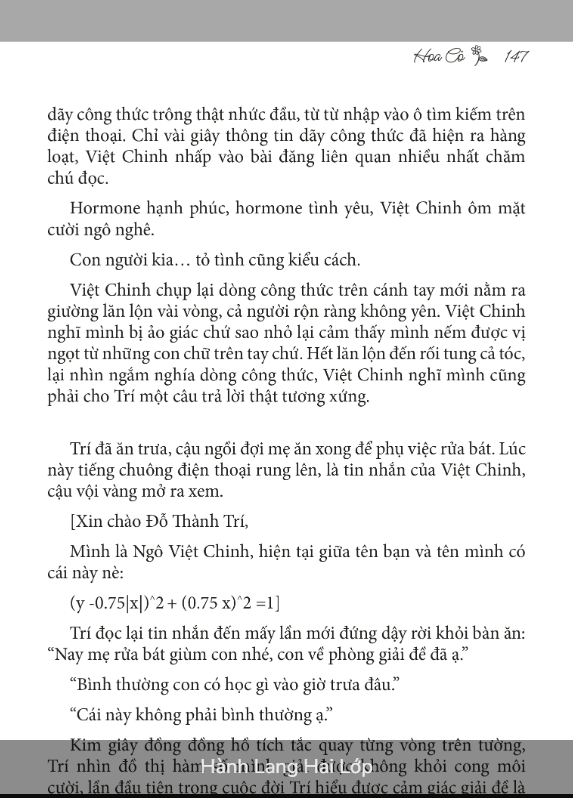 Hoa Cô 147
dãy công thức trông thật nhức đầu, từ từ nhập vào ô tìm kiếm trên
điện thoại. Chỉ vài giây thông tin dãy công thức đã hiện ra hàng
loạt, Việt Chinh nhấp vào bài đăng liên quan nhiều nhất chăm
chú đọc.
Hormone hạnh phúc, hormone tình yêu, Việt Chinh ôm mặt
cười ngô nghê.
Con người kia… tỏ tình cũng kiểu cách.
Việt Chinh chụp lại dòng công thức trên cánh tay mới nằm ra
giường lăn lộn vài vòng, cả người rộn ràng không yên. Việt Chinh
nghĩ mình bị ảo giác chứ sao nhỏ lại cảm thấy mình nếm được vị
ngọt từ những con chữ trên tay chứ. Hết lăn lộn đến rối tung cả tóc,
lại nhìn ngắm nghía dòng công thức, Việt Chinh nghĩ mình cũng
phải cho Trí một câu trả lời thật tương xứng.
Trí đã ăn trưa, cậu ngồi đợi mẹ ăn xong để phụ việc rửa bát. Lúc
này tiếng chuông điện thoại rung lên, là tin nhắn của Việt Chinh,
cậu vội vàng mở ra xem.
[Xin chào Đỗ Thành Trí,
Mình là Ngô Việt Chinh, hiện tại giữa tên bạn và tên mình có
cái này nè:
(y -0.75|x|)^2 + (0.75 x)^2 =1]
Trí đọc lại tin nhắn đến mấy lần mới đứng dậy rời khỏi bàn ăn:
“Nay mẹ rửa bát giùm con nhé, con về phòng giải đề đã ạ.”
“Bình thường con có học gì vào giờ trưa đâu.”
“Cái này không phải bình thường ạ.”
Kim giây đồng đồng hồ tích tắc quay từng vòng trên tường,
Trí nhìn đồ thị hàm không khỏi cong môi
Hành Lang Hai Lớp
cười, lần đầu tiên trong cuộc đời Trí hiểu được cảm giác giải đề là